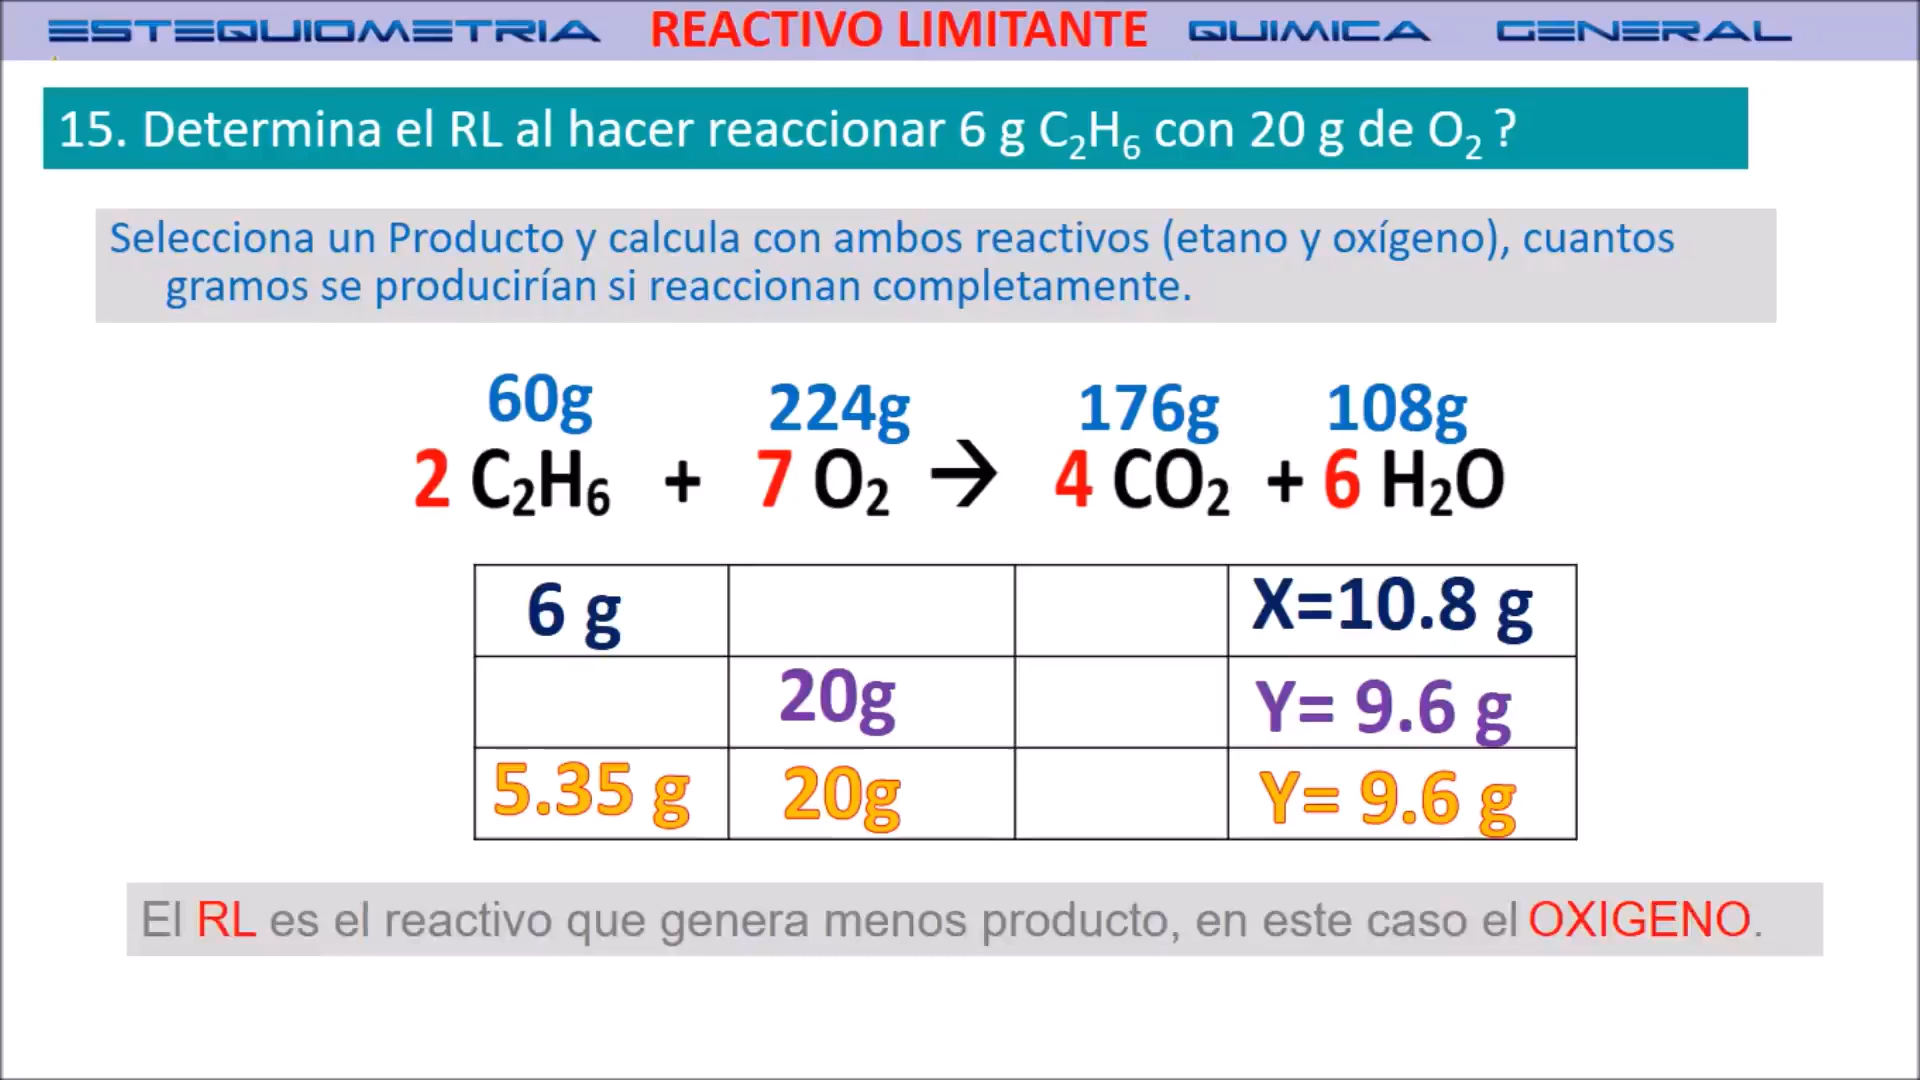 ESTEQUIOMETRIA REACTIVO LIMITANTE QUIMICA GENERAL
15. Determina el RL al hacer reaccionar 6 g C₂H₆ con 20 g de O₂ ?
Selecciona un Producto y calcula con ambos reactivos (etano y oxígeno), cuantos
gramos se producirían si reaccionan completamente.
60g 224g 176g 108g
2 C₂H₆ + 7 O₂ → 4 CO₂ + 6 H₂O
6 g X=10.8 g
20g Y= 9.6 g
5.35 g 20g Y= 9.6 g
El RL es el reactivo que genera menos producto, en este caso el OXIGENO.